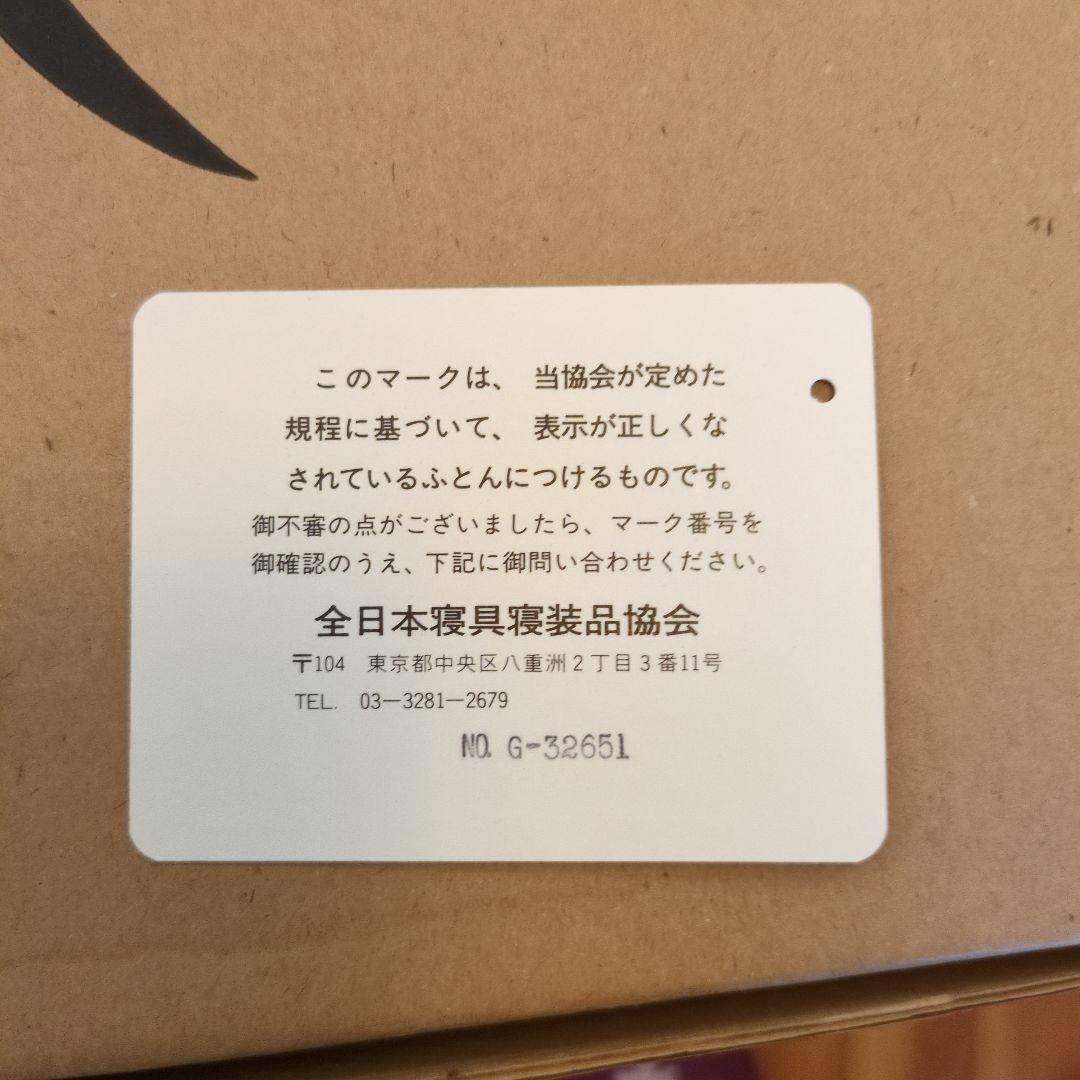 このマークは、当協会が定めた
規程に基づいて、表示が正しくな
されているふとんにつけるものです。
御不審の点がございましたら、マーク番号を
御確認のうえ、下記に御問い合わせください。
全日本寝具寝装品協会
〒104 東京都中央区八重洲2丁目3番11号
TEL. 03-3281-2679
NO. G-32651